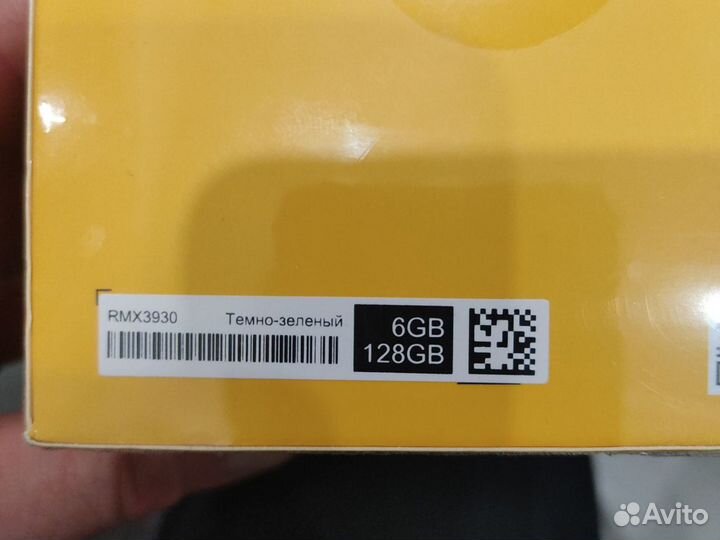 RMX3930 Темно-зеленый
6GB
128GB
Avito